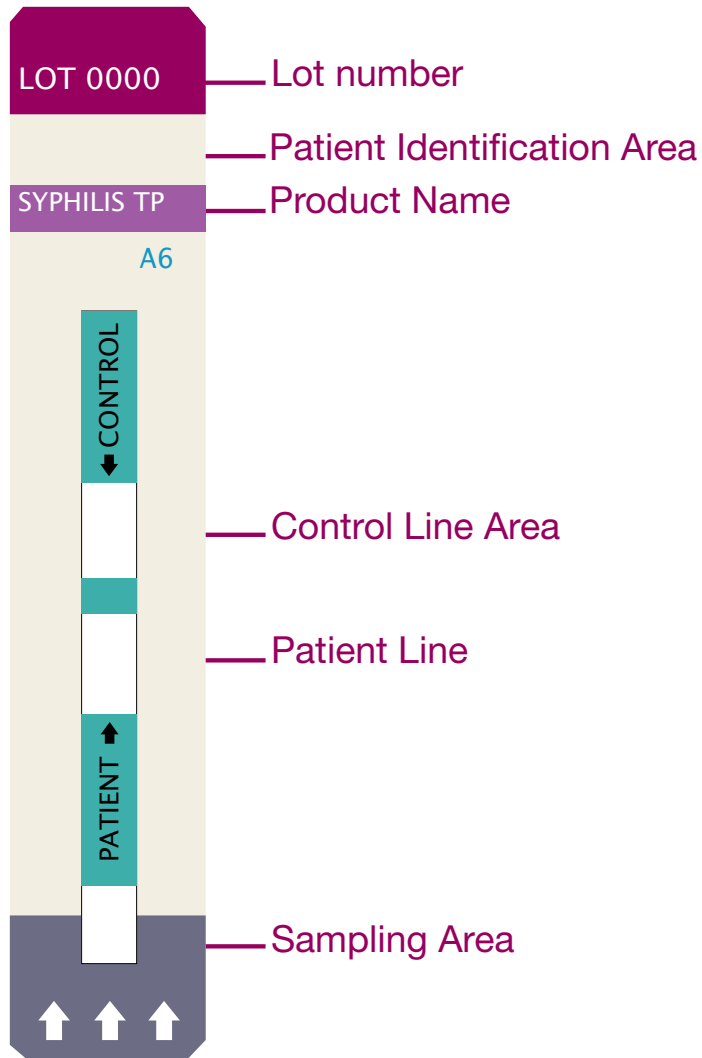 LOT 0000
Lot number
Patient Identification Area
SYPHILIS TP
Product Name
A6
CONTROL
Control Line Area
Patient Line
PATIENT
Sampling Area